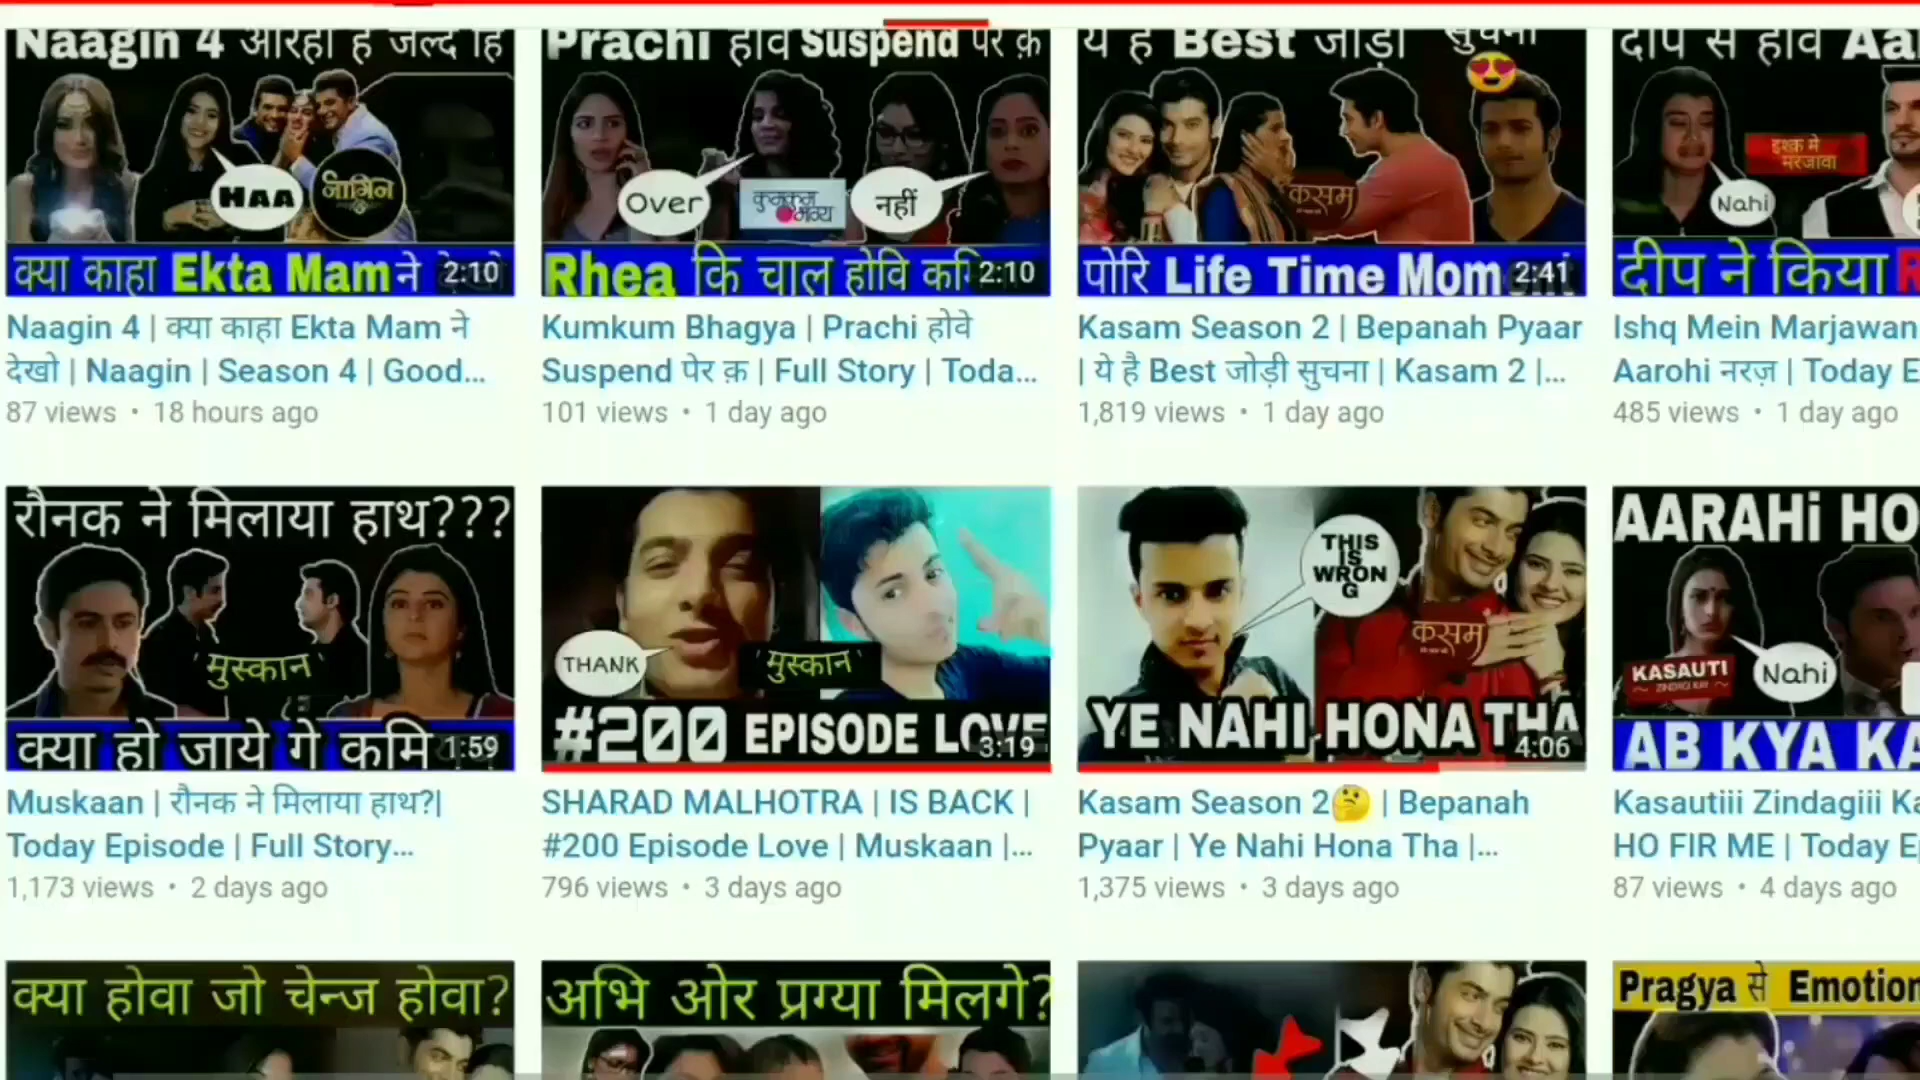 Naagin 4 आरहा है जल्द हि
HAA
नागिन
क्या काहा Ekta Mam ने
2:10
Naagin 4 | क्या काहा Ekta Mam ने
देखो | Naagin | Season 4 | Good...
87 views • 18 hours ago
Prachi होवे Suspend पेर क़
Over
कुमकुम
भाग्य
नहीं
Rhea कि चाल होवि
2:10
Kumkum Bhagya | Prachi होवे
Suspend पेर क़ | Full Story | Toda...
101 views • 1 day ago
ये है Best जोड़ी सुचना
कसम
पोरि Life Time Mom
2:41
Kasam Season 2 | Bepanah Pyaar
| ये है Best जोड़ी सुचना | Kasam 2 |...
1,819 views • 1 day ago
दीप से होवे Aa
इश्क़ में
मरजावां
Nahi
दीप ने किया R
Ishq Mein Marjawan
Aarohi नरज़ | Today E
485 views • 1 day ago
रौनक ने मिलाया हाथ???
मुस्कान
क्या हो जाये गे कमि
1:59
Muskaan | रौनक ने मिलाया हाथ?|
Today Episode | Full Story...
1,173 views • 2 days ago
THANK
मुस्कान
#200 EPISODE LOVE
3:19
SHARAD MALHOTRA | IS BACK |
#200 Episode Love | Muskaan |...
796 views • 3 days ago
THIS
IS
WRON
G
कसम
YE NAHI HONA THA
4:06
Kasam Season 2🤔 | Bepanah
Pyaar | Ye Nahi Hona Tha |...
1,375 views • 3 days ago
AARAHi HO
KASAUTI
ZINDAGII KAY
Nahi
AB KYA KA
Kasautiii Zindagiii Ka
HO FIR ME | Today E
87 views • 4 days ago
क्या होवा जो चेन्ज होवा?
अभि ओर प्रग्या मिलगे?
Pragya से Emotion